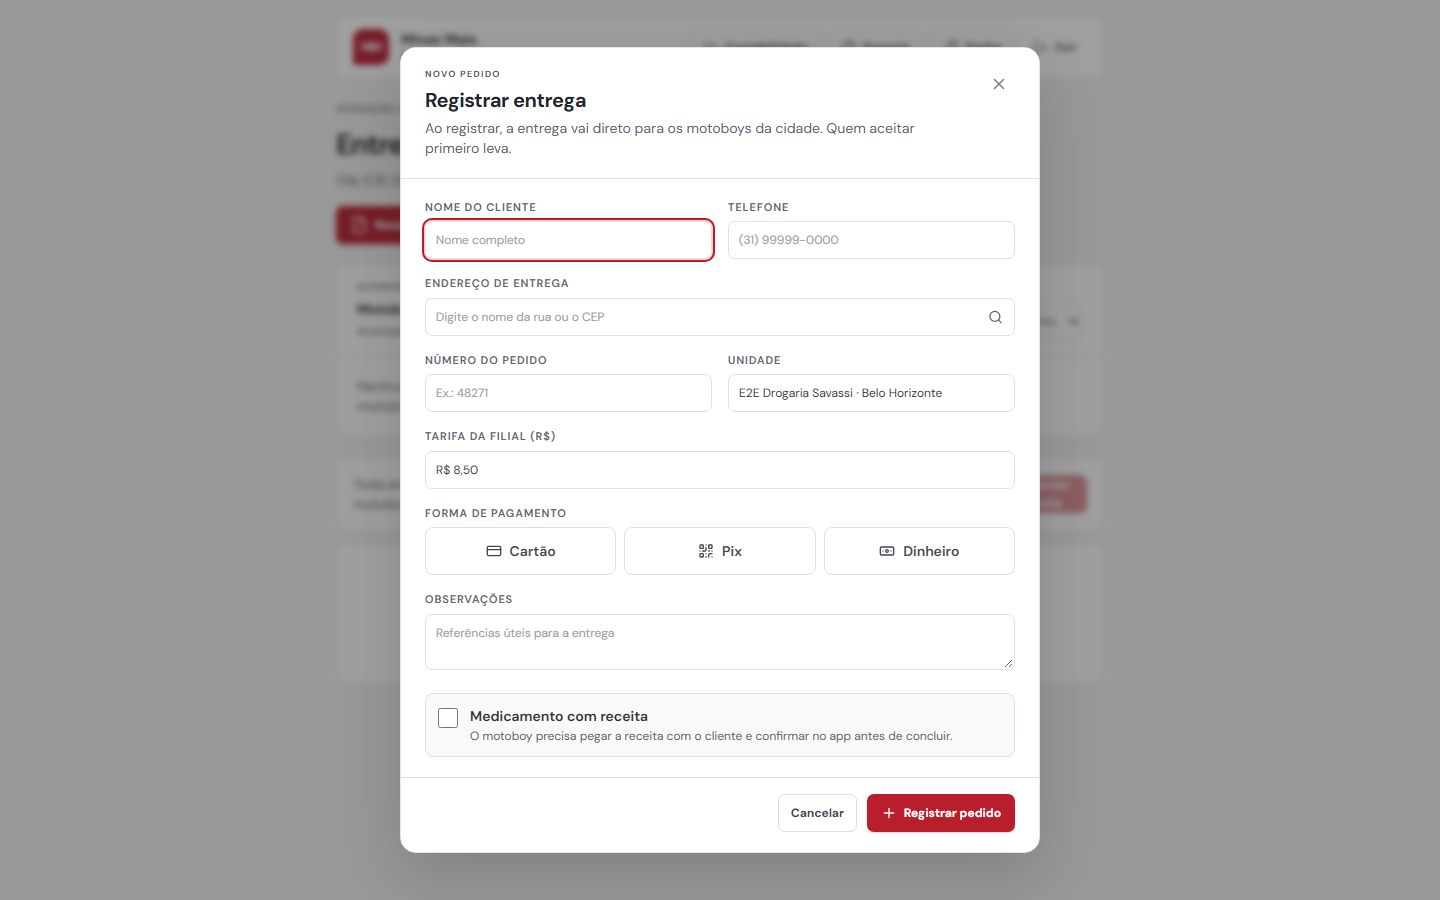 NOVO PEDIDO
Registrar entrega
Ao registrar, a entrega vai direto para os motoboys da cidade. Quem aceitar
primeiro leva.
NOME DO CLIENTE
TELEFONE
Nome completo
(31) 99999-0000
ENDEREÇO DE ENTREGA
Digite o nome da rua ou o CEP
NÚMERO DO PEDIDO
UNIDADE
Ex.: 48271
E2E Drogaria Savassi · Belo Horizonte
TARIFA DA FILIAL (R$)
R$ 8,50
FORMA DE PAGAMENTO
Cartão
Pix
Dinheiro
OBSERVAÇÕES
Referências úteis para a entrega
Medicamento com receita
O motoboy precisa pegar a receita com o cliente e confirmar no app antes de concluir.
Cancelar
Registrar pedido